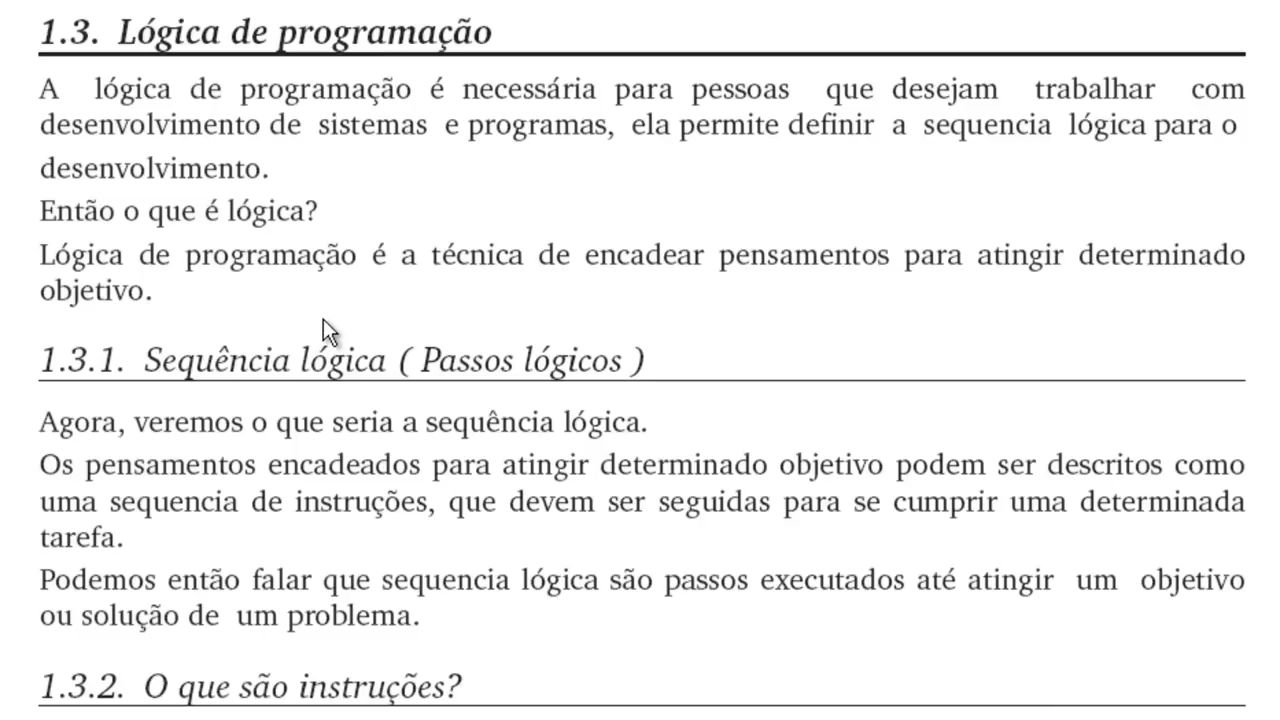 1.3. Lógica de programação
A lógica de programação é necessária para pessoas que desejam trabalhar com
desenvolvimento de sistemas e programas, ela permite definir a sequencia lógica para o
desenvolvimento.
Então o que é lógica?
Lógica de programação é a técnica de encadear pensamentos para atingir determinado
objetivo.
1.3.1. Sequência lógica ( Passos lógicos )
Agora, veremos o que seria a sequência lógica.
Os pensamentos encadeados para atingir determinado objetivo podem ser descritos como
uma sequencia de instruções, que devem ser seguidas para se cumprir uma determinada
tarefa.
Podemos então falar que sequencia lógica são passos executados até atingir um objetivo
ou solução de um problema.
1.3.2. O que são instruções?